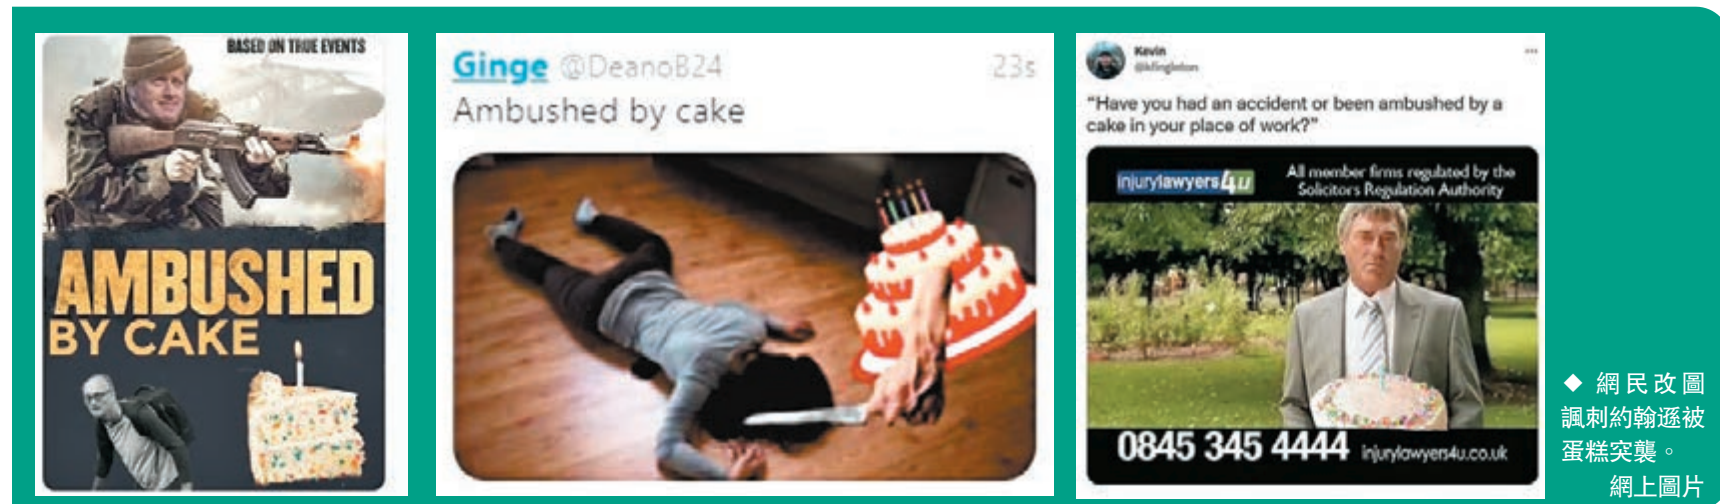 BASED ON TRUE EVENTS
AMBUSHED
BY CAKE
Ginge @DeanoB24 23s
Ambushed by cake
Kevin
@klingleton
"Have you had an accident or been ambushed by a
cake in your place of work?"
injurylawyers4u
All member firms regulated by the
Solicitors Regulation Authority
0845 345 4444 injurylawyers4u.co.uk
◆ 網民改圖
諷刺約翰遜被
蛋糕突襲。
網上圖片